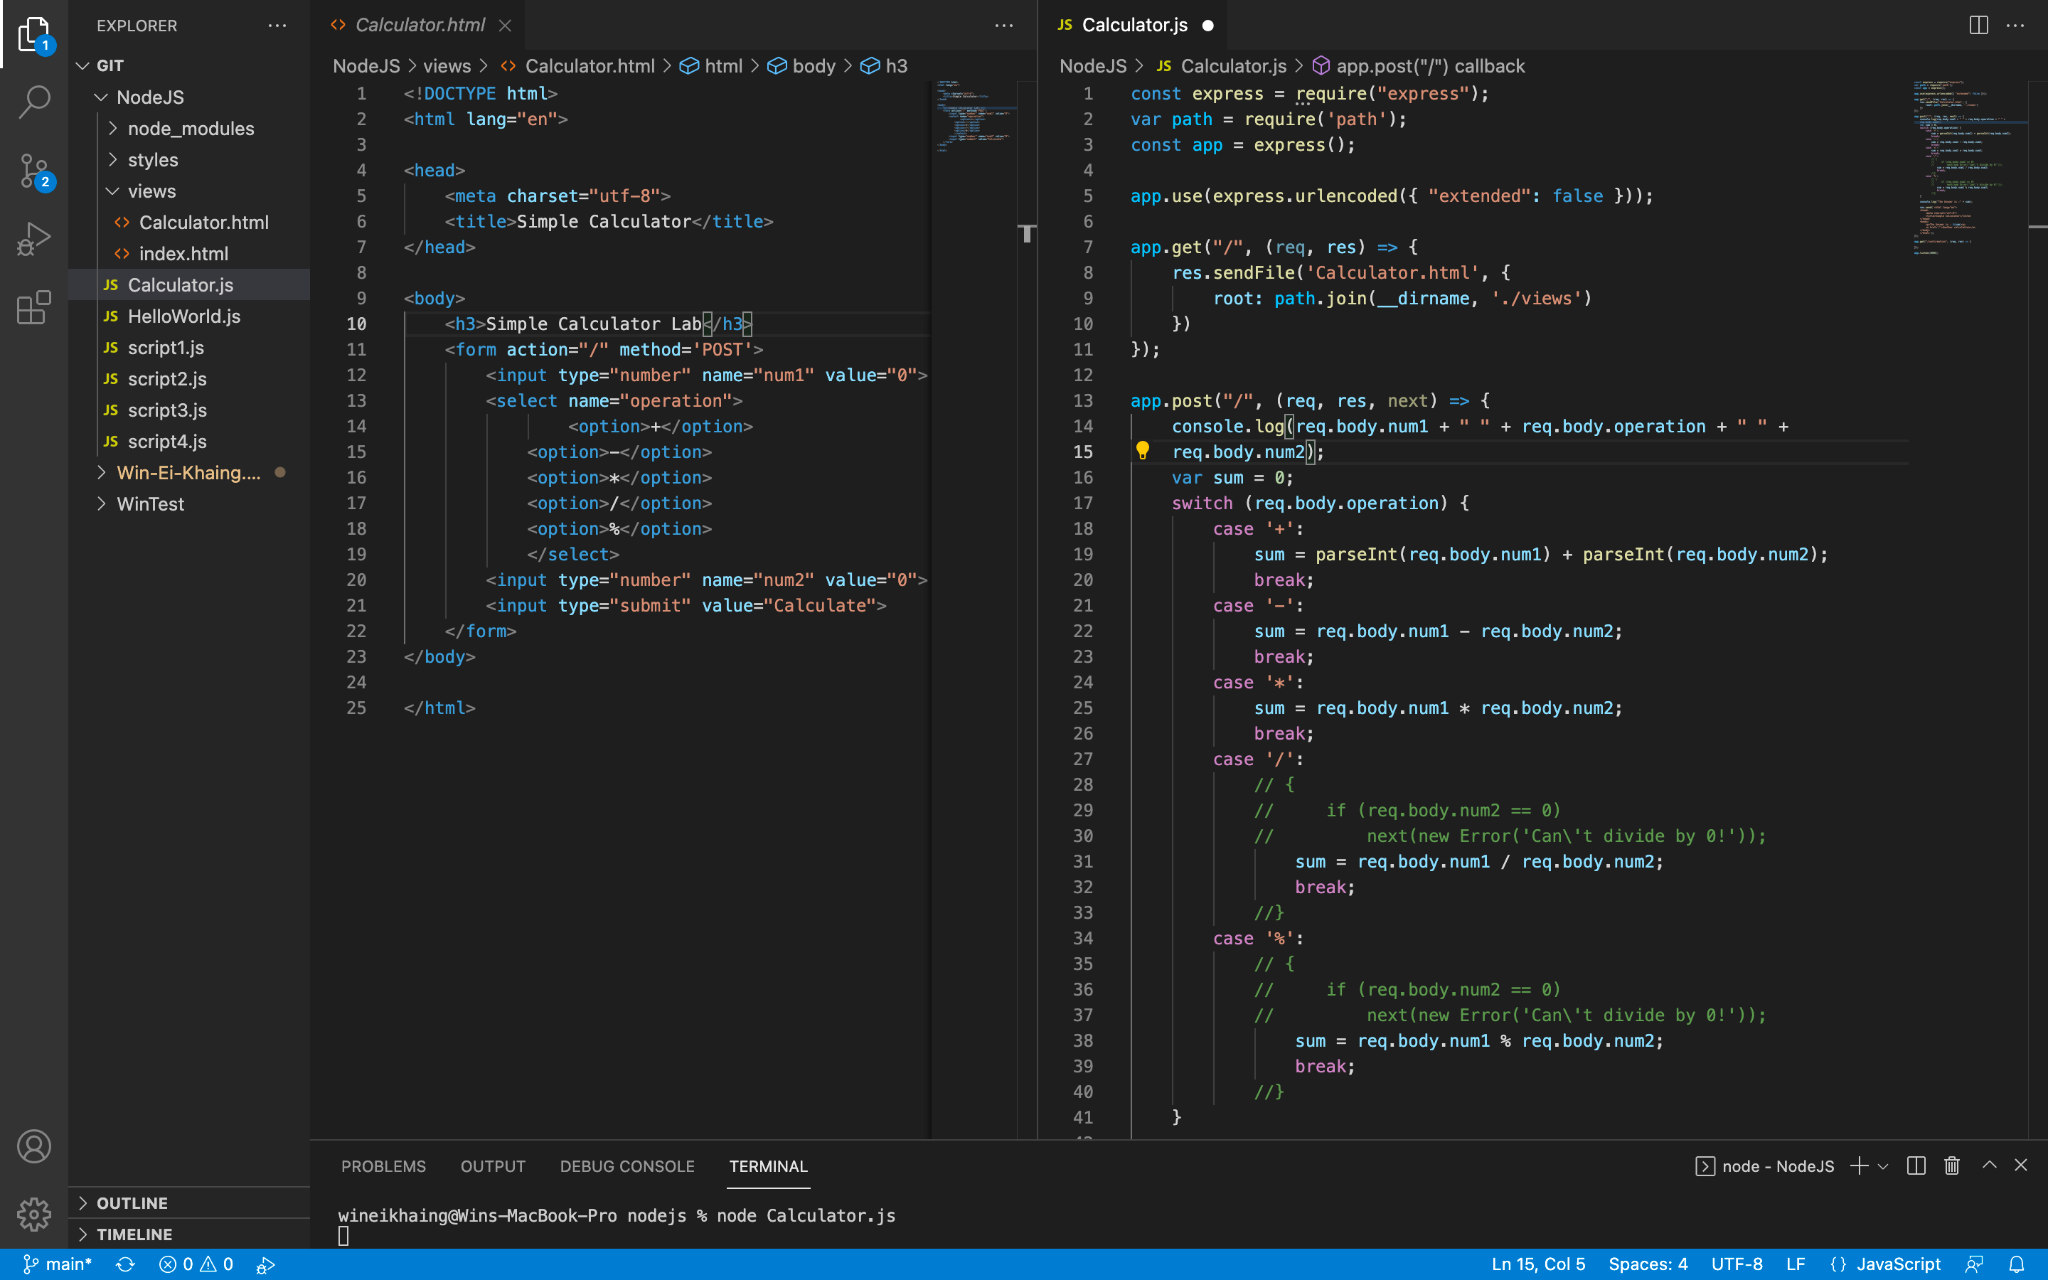 EXPLORER
1
2
GIT
NodeJS
node_modules
styles
views
Calculator.html
index.html
JS Calculator.js
JS HelloWorld.js
JS script1.js
JS script2.js
JS script3.js
JS script4.js
Win-Ei-Khaing....
WinTest
OUTLINE
TIMELINE
Calculator.html
NodeJS > views > Calculator.html > html > body > h3
1 <!DOCTYPE html>
2 <html lang="en">
3
4 <head>
5 <meta charset="utf-8">
6 <title>Simple Calculator</title>
7 </head>
8
9 <body>
10 <h3>Simple Calculator Lab</h3>
11 <form action="/" method='POST'>
12 <input type="number" name="num1" value="0">
13 <select name="operation">
14 <option>+</option>
15 <option>-</option>
16 <option>*</option>
17 <option>/</option>
18 <option>%</option>
19 </select>
20 <input type="number" name="num2" value="0">
21 <input type="submit" value="Calculate">
22 </form>
23 </body>
24
25 </html>
JS Calculator.js
NodeJS > JS Calculator.js > app.post("/") callback
1 const express = require("express");
2 var path = require('path');
3 const app = express();
4
5 app.use(express.urlencoded({ "extended": false }));
6
7 app.get("/", (req, res) => {
8 res.sendFile('Calculator.html', {
9 root: path.join(__dirname, './views')
10 })
11 });
12
13 app.post("/", (req, res, next) => {
14 console.log(req.body.num1 + " " + req.body.operation + " " +
15 req.body.num2);
16 var sum = 0;
17 switch (req.body.operation) {
18 case '+':
19 sum = parseInt(req.body.num1) + parseInt(req.body.num2);
20 break;
21 case '-':
22 sum = req.body.num1 - req.body.num2;
23 break;
24 case '*':
25 sum = req.body.num1 * req.body.num2;
26 break;
27 case '/':
28 // {
29 // if (req.body.num2 == 0)
30 // next(new Error('Can\'t divide by 0!'));
31 sum = req.body.num1 / req.body.num2;
32 break;
33 //}
34 case '%':
35 // {
36 // if (req.body.num2 == 0)
37 // next(new Error('Can\'t divide by 0!'));
38 sum = req.body.num1 % req.body.num2;
39 break;
40 //}
41 }
PROBLEMS OUTPUT DEBUG CONSOLE TERMINAL
node - NodeJS
wineikhaing@Wins-MacBook-Pro nodejs % node Calculator.js
main* 0 0
Ln 15, Col 5 Spaces: 4 UTF-8 LF {} JavaScript